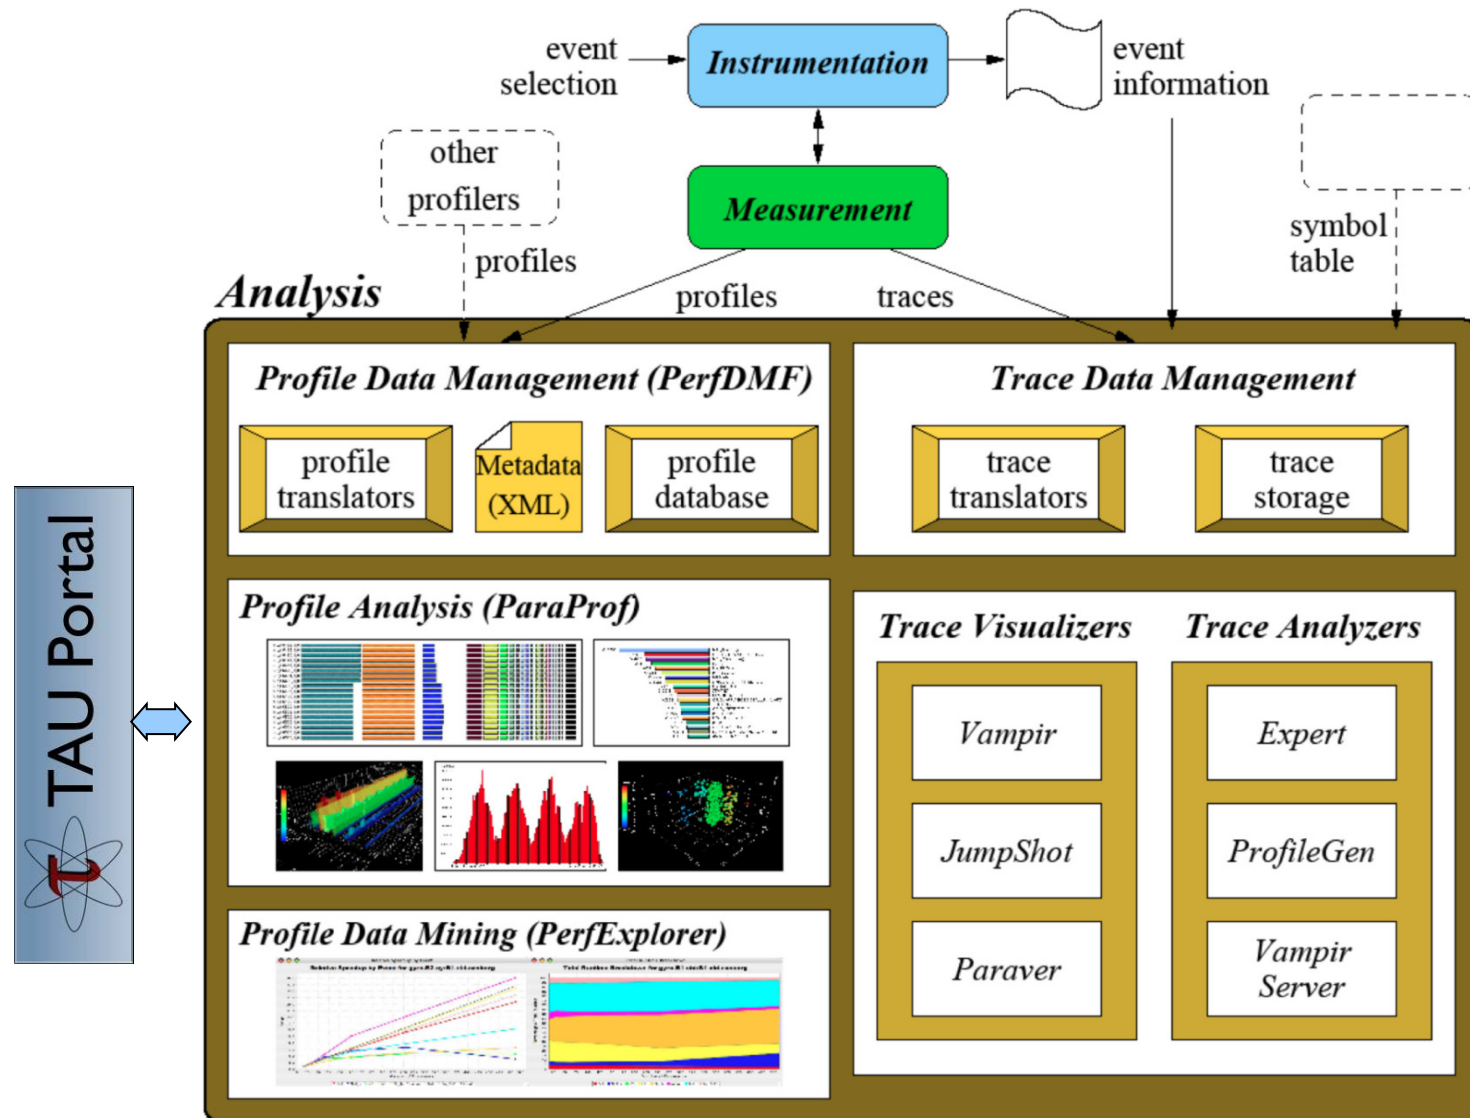 event
selection
Instrumentation
event
information
other
profilers
Measurement
symbol
table
profiles
profiles
traces
Analysis
Profile Data Management (PerfDMF)
profile
translators
Metadata
(XML)
profile
database
Trace Data Management
trace
translators
trace
storage
TAU Portal
Profile Analysis (ParaProf)
Trace Visualizers
Vampir
JumpShot
Paraver
Trace Analyzers
Expert
ProfileGen
Vampir
Server
Profile Data Mining (PerfExplorer)